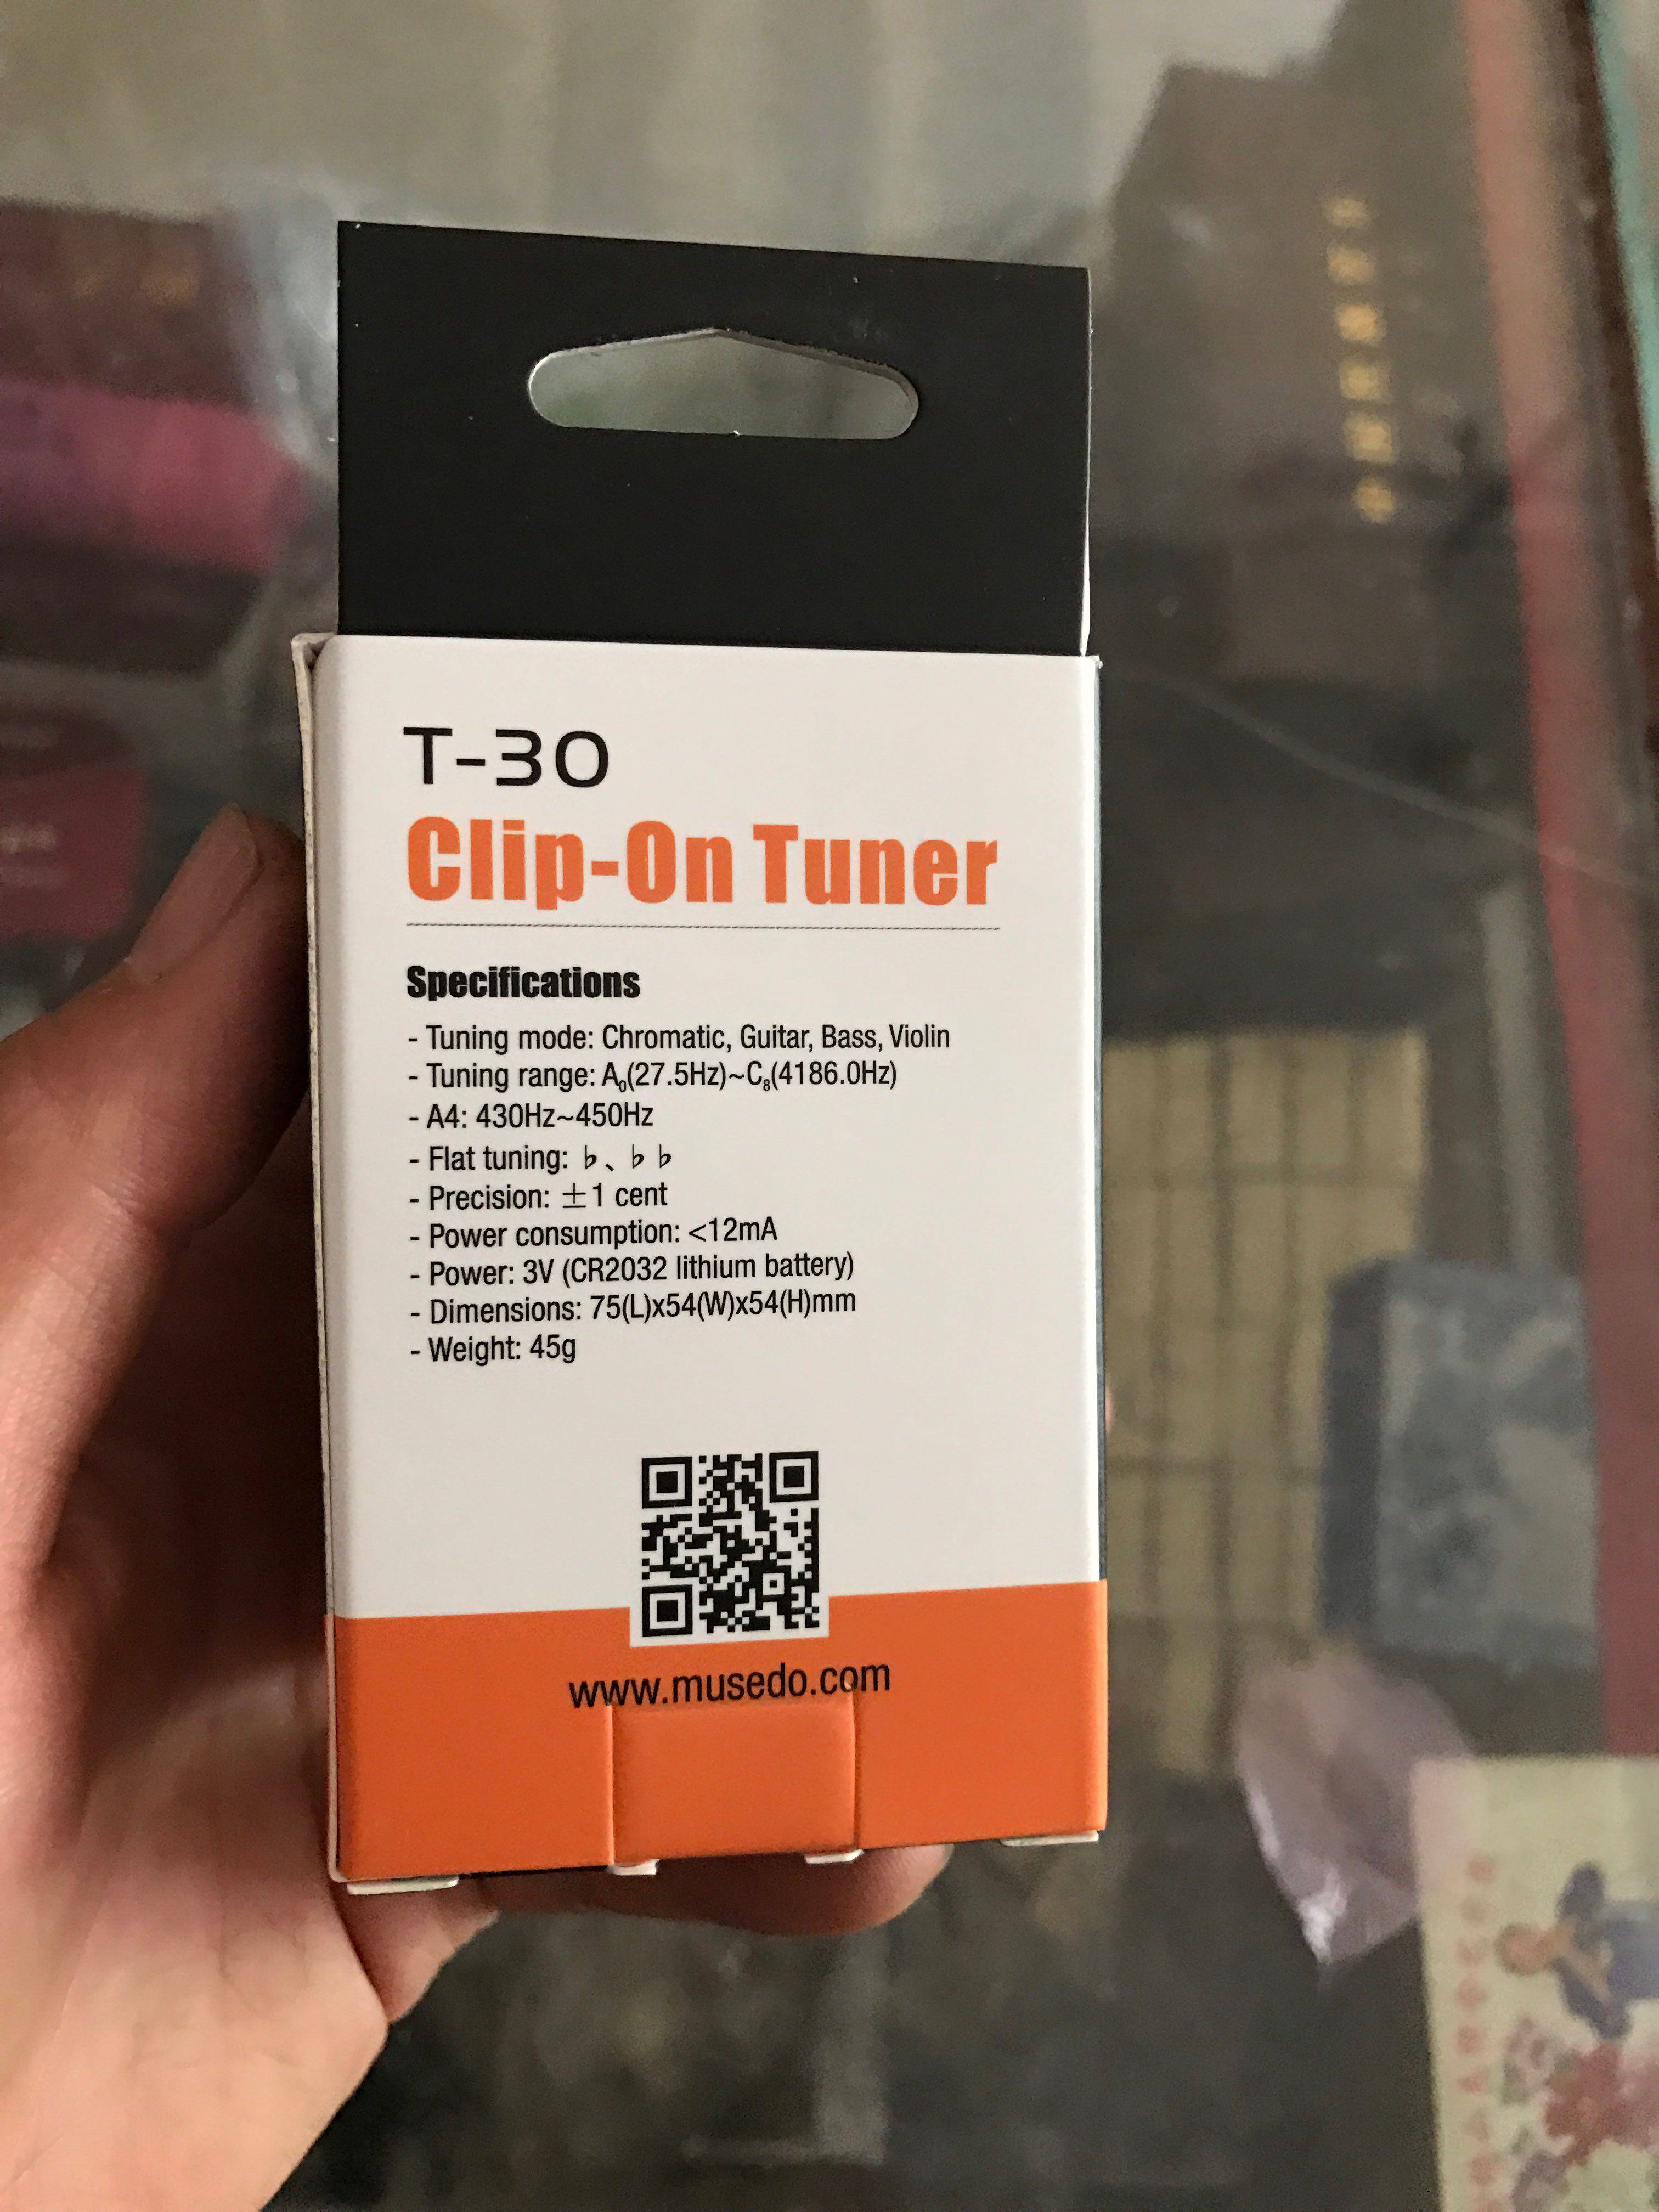 T-30
Clip-On Tuner
Specifications
- Tuning mode: Chromatic, Guitar, Bass, Violin
- Tuning range: A₀(27.5Hz)~C₈(4186.0Hz)
- A4: 430Hz~450Hz
- Flat tuning: ♭、♭♭
- Precision: ±1 cent
- Power consumption: <12mA
- Power: 3V (CR2032 lithium battery)
- Dimensions: 75(L)x54(W)x54(H)mm
- Weight: 45g
www.musedo.com